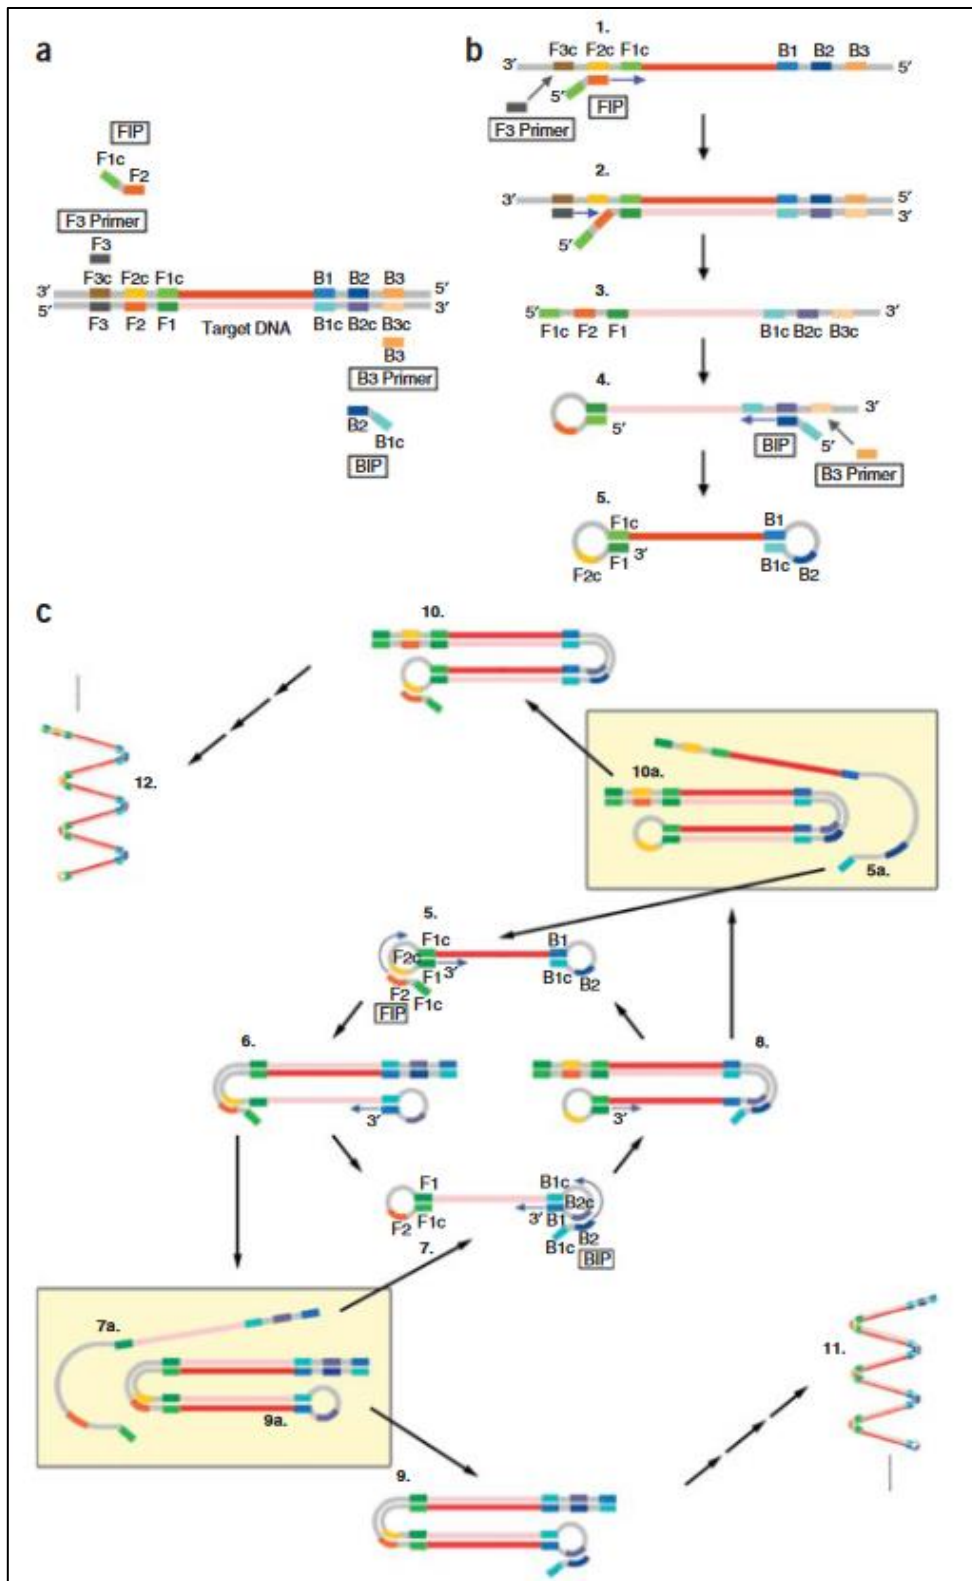 a
FIP
F1c
F2
F3 Primer
F3
F3c F2c F1c B1 B2 B3
3′ 5′
5′ 3′
F3 F2 F1 Target DNA B1c B2c B3c
B3
B3 Primer
B2
B1c
BIP
b
1.
F3c F2c F1c B1 B2 B3
3′ 5′
5′
FIP
F3 Primer
2.
3′ 5′
3′
5′
3.
5′ 3′
F1c F2 F1 B1c B2c B3c
4.
3′
5′
BIP 5′
B3 Primer
5.
F1c B1
3′
F1 B1c
F2c B2
c
10.
12.
10a.
5a.
5.
F1c B1
F2c
F1 3′ B1c
F2 F1c B2
FIP
6. 8.
3′ 3′
F1 B1c
B2c
F2 F1c 3′ B1
B1c B2
7. BIP
7a.
9a.
11.
9.